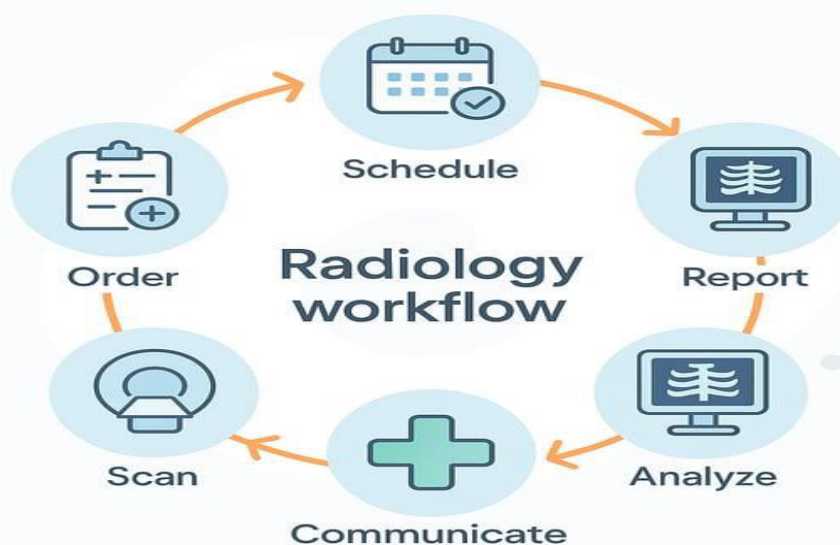 Schedule
Order
Radiology
workflow
Report
Scan
Analyze
Communicate